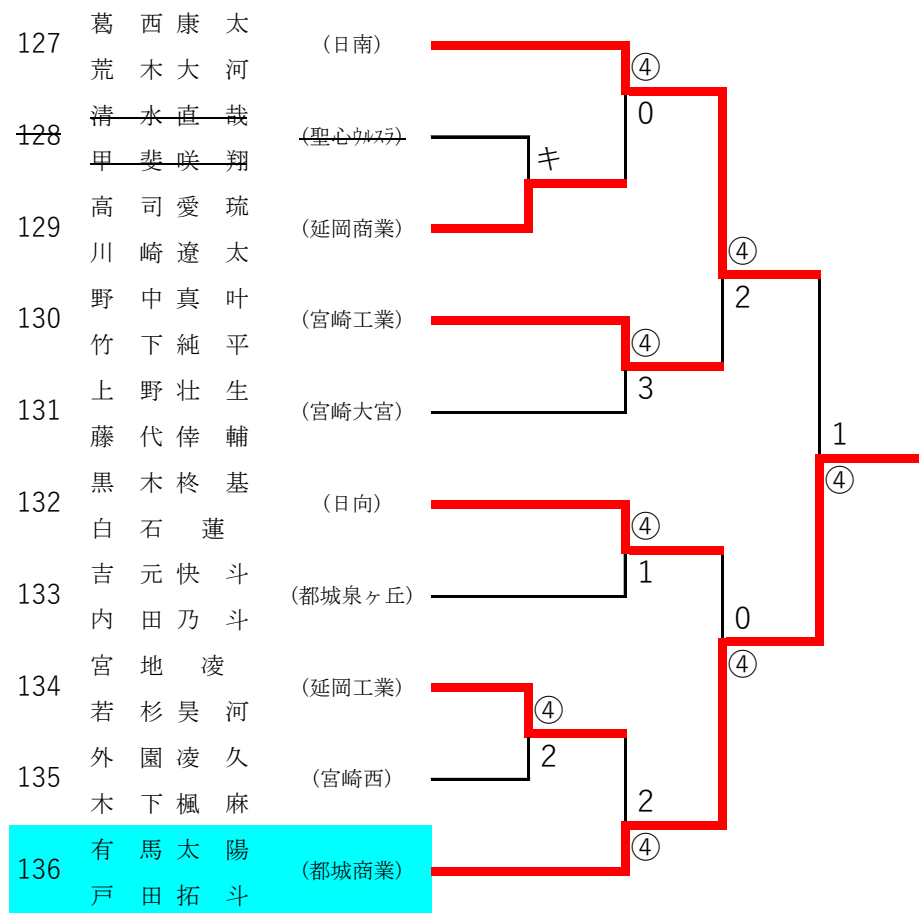 葛西康太
127 (日南)
荒木大河
④
0
清水直哉
128 (聖心ウルスラ)
甲斐咲翔
キ
高司愛琉
129 (延岡商業)
川崎遼太
④
2
野中真叶
130 (宮崎工業)
竹下純平
④
3
上野壮生
131 (宮崎大宮)
藤代倖輔
1
④
黒木柊基
132 (日向)
白石蓮
④
1
吉元快斗
133 (都城泉ヶ丘)
内田乃斗
0
④
宮地凌
134 (延岡工業)
若杉昊河
④
2
外園凌久
135 (宮崎西)
木下楓麻
2
④
有馬太陽
136 (都城商業)
戸田拓斗